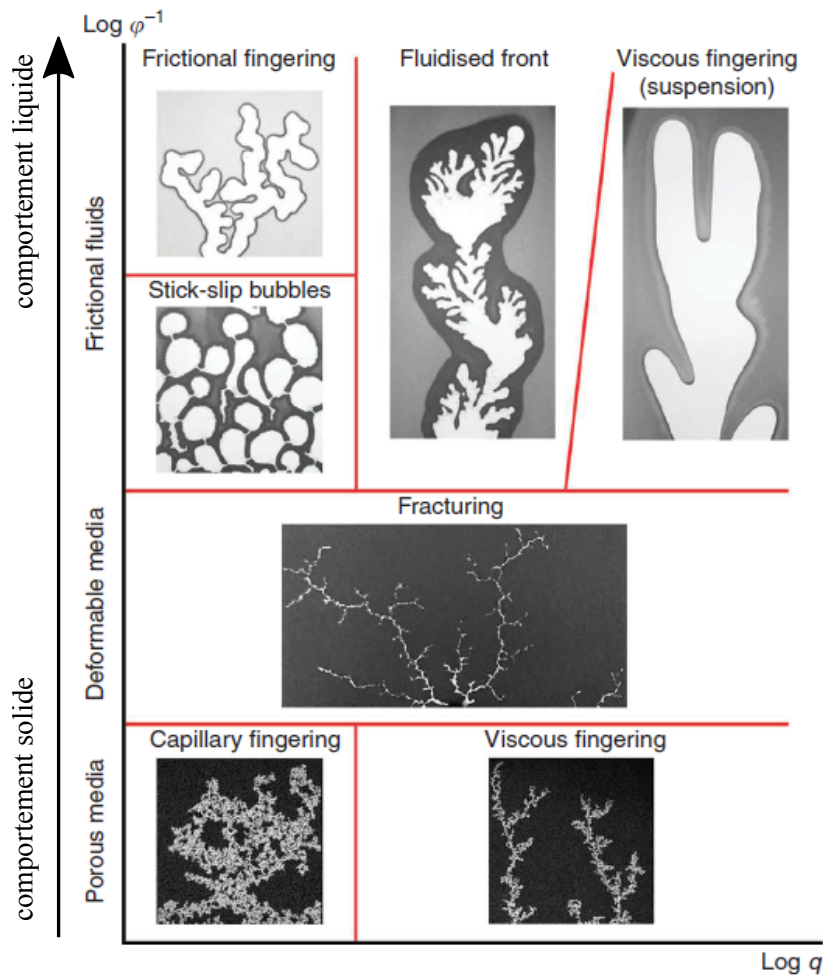 Log φ⁻¹
comportement liquide
comportement solide
Frictional fluids
Deformable media
Porous media
Frictional fingering
Fluidised front
Viscous fingering
(suspension)
Stick-slip bubbles
Fracturing
Capillary fingering
Viscous fingering
Log q